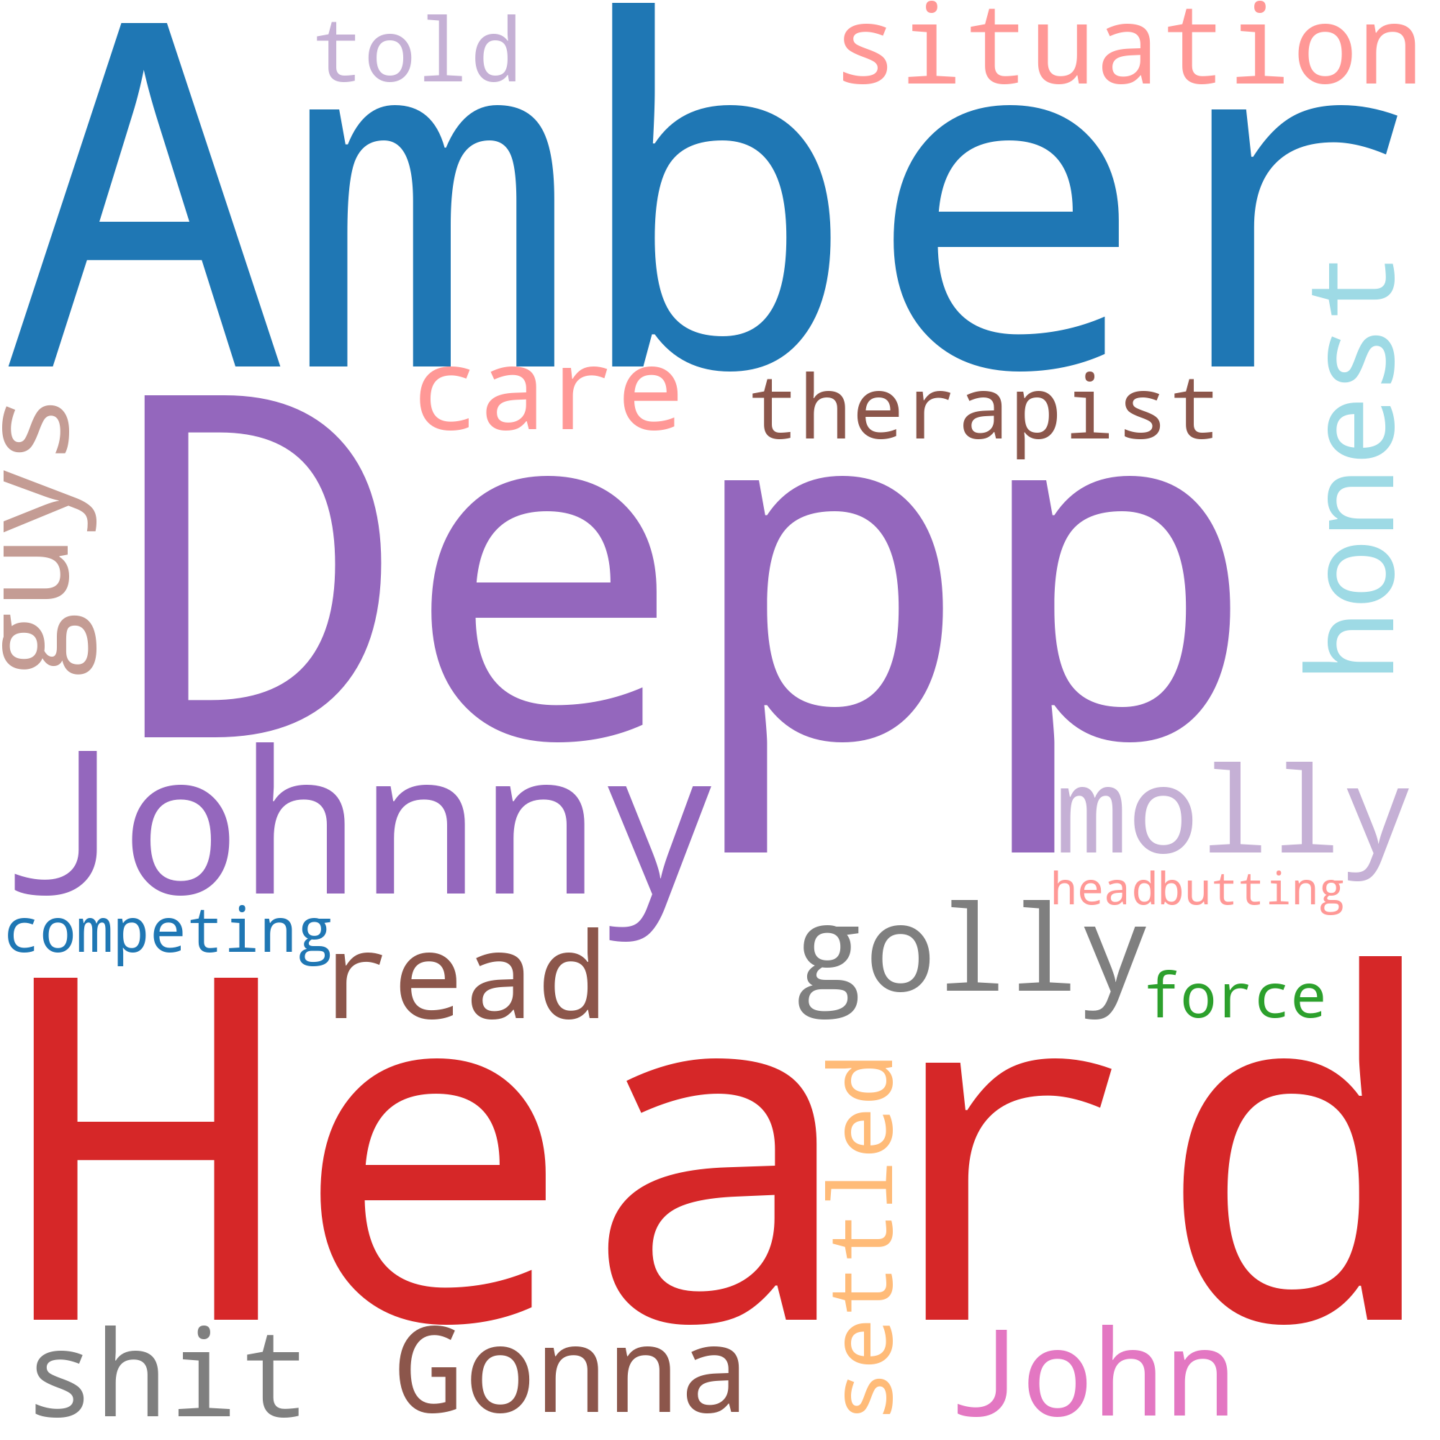 told
situation
Amber
honest
care
therapist
guys
Depp
Johnny
molly
headbutting
competing
read
golly
force
Heard
settled
shit
Gonna
John